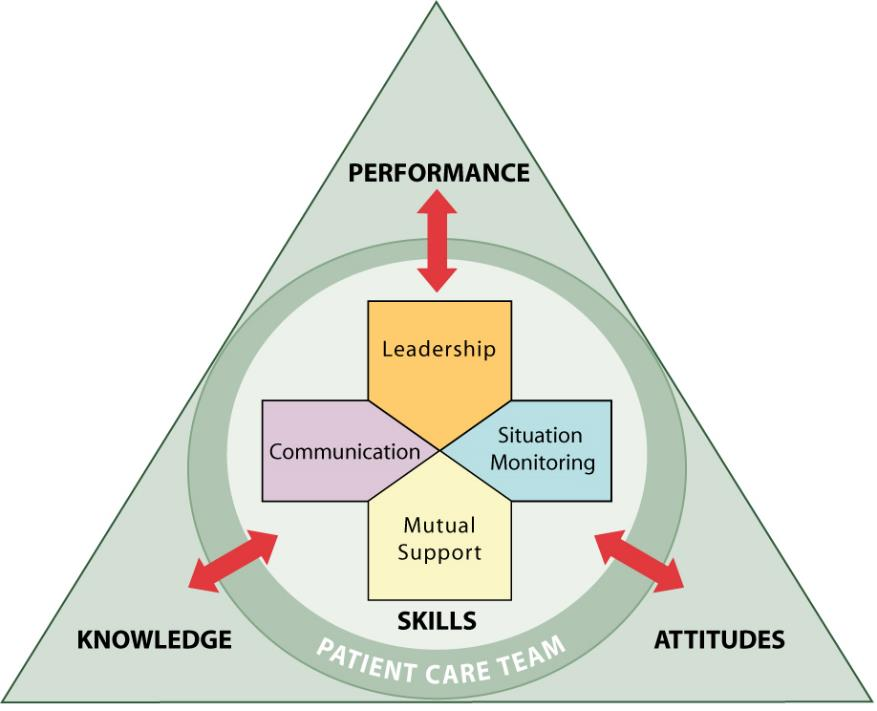 PERFORMANCE
Leadership
Communication
Situation
Monitoring
Mutual
Support
SKILLS
KNOWLEDGE
ATTITUDES
PATIENT CARE TEAM